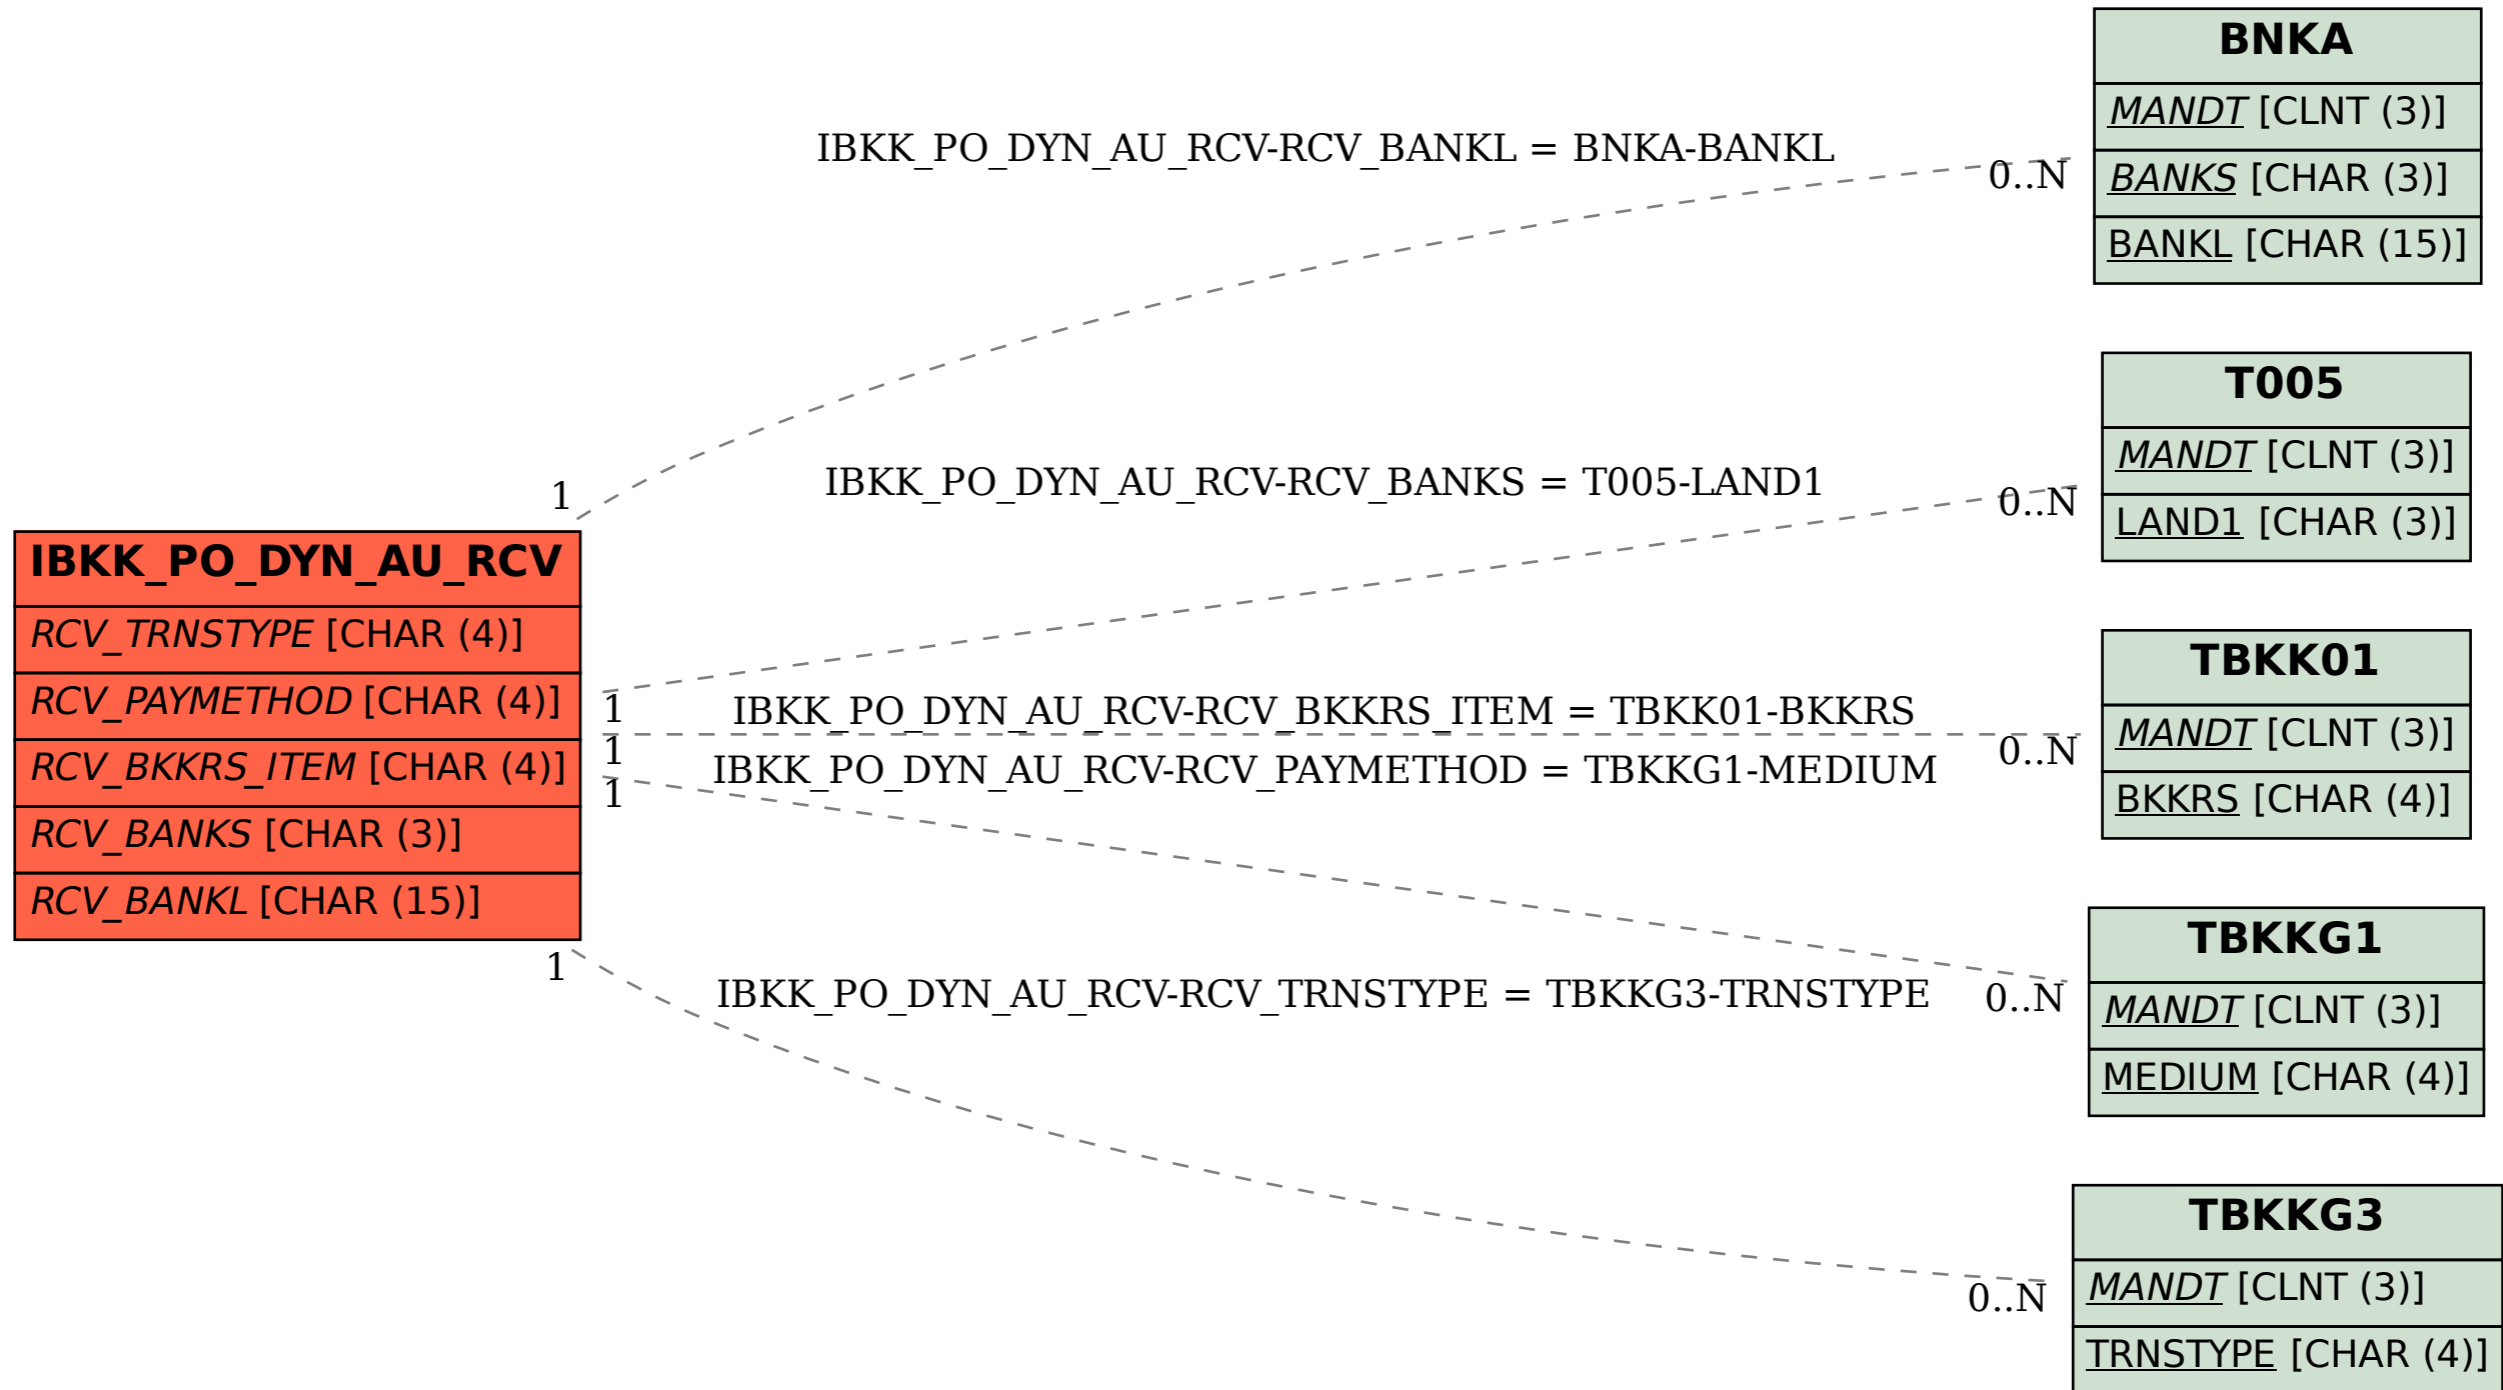 IBKK_PO_DYN_AU_RCV
RCV_TRNSTYPE [CHAR (4)]
RCV_PAYMETHOD [CHAR (4)]
RCV_BKKRS_ITEM [CHAR (4)]
RCV_BANKS [CHAR (3)]
RCV_BANKL [CHAR (15)]
IBKK_PO_DYN_AU_RCV-RCV_BANKL = BNKA-BANKL
1
0..N
IBKK_PO_DYN_AU_RCV-RCV_BANKS = T005-LAND1
1
0..N
IBKK_PO_DYN_AU_RCV-RCV_BKKRS_ITEM = TBKK01-BKKRS
1
0..N
IBKK_PO_DYN_AU_RCV-RCV_PAYMETHOD = TBKKG1-MEDIUM
1
0..N
IBKK_PO_DYN_AU_RCV-RCV_TRNSTYPE = TBKKG3-TRNSTYPE
1
0..N
BNKA
MANDT [CLNT (3)]
BANKS [CHAR (3)]
BANKL [CHAR (15)]
T005
MANDT [CLNT (3)]
LAND1 [CHAR (3)]
TBKK01
MANDT [CLNT (3)]
BKKRS [CHAR (4)]
TBKKG1
MANDT [CLNT (3)]
MEDIUM [CHAR (4)]
TBKKG3
MANDT [CLNT (3)]
TRNSTYPE [CHAR (4)]